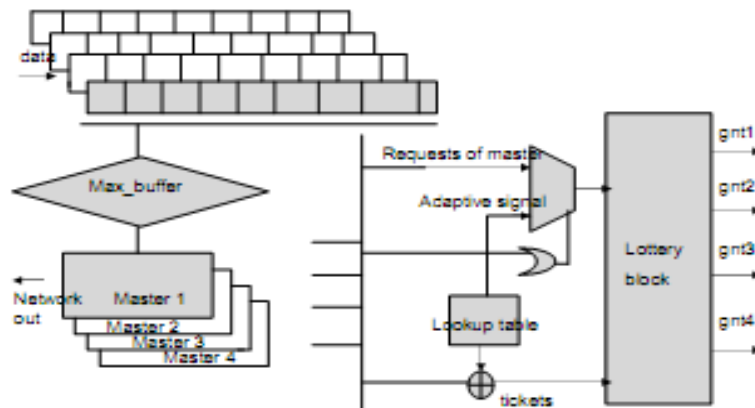 data
Max_buffer
Network
out
Master 1
Master 2
Master 3
Master 4
Requests of master
Adaptive signal
Lookup table
tickets
Lottery
block
gnt1
gnt2
gnt3
gnt4